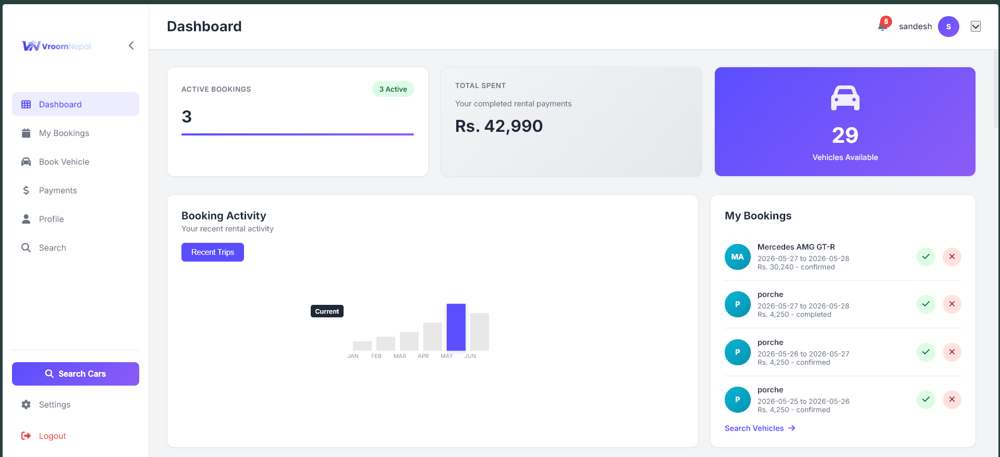 VroomNepal
Dashboard
My Bookings
Book Vehicle
Payments
Profile
Search
Search Cars
Settings
Logout
Dashboard
5
sandesh
S
ACTIVE BOOKINGS
3 Active
3
TOTAL SPENT
Your completed rental payments
Rs. 42,990
29
Vehicles Available
Booking Activity
Your recent rental activity
Recent Trips
Current
JAN FEB MAR APR MAY JUN
My Bookings
MA
Mercedes AMG GT-R
2026-05-27 to 2026-05-28
Rs. 30,240 - confirmed
P
porche
2026-05-27 to 2026-05-28
Rs. 4,250 - completed
P
porche
2026-05-26 to 2026-05-27
Rs. 4,250 - confirmed
P
porche
2026-05-25 to 2026-05-26
Rs. 4,250 - confirmed
Search Vehicles →